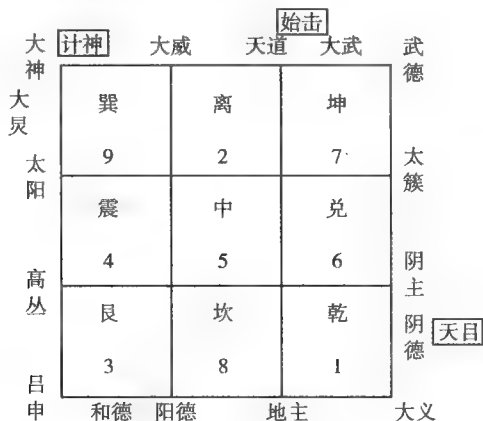 始击
大神 计神 大威 天道 大武 武德
大炅
巽 离 坤
9 2 7
太阳 太簇
震 中 兑
4 5 6
高丛 阴主
艮 坎 乾
3 8 1
阴德 天目
吕申 和德 阳德 地主 大义